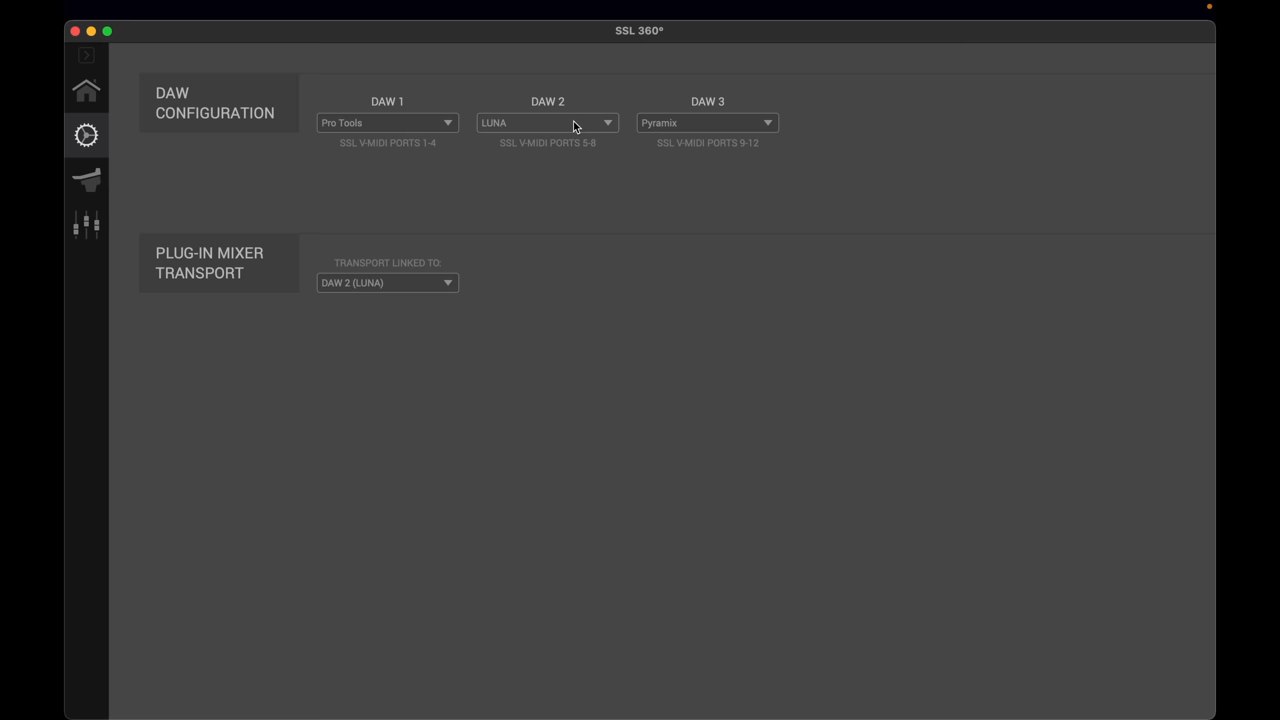 SSL 360°
DAW
CONFIGURATION
DAW 1
DAW 2
DAW 3
Pro Tools
LUNA
Pyramix
SSL V-MIDI PORTS 1-4
SSL V-MIDI PORTS 5-8
SSL V-MIDI PORTS 9-12
PLUG-IN MIXER
TRANSPORT
TRANSPORT LINKED TO:
DAW 2 (LUNA)